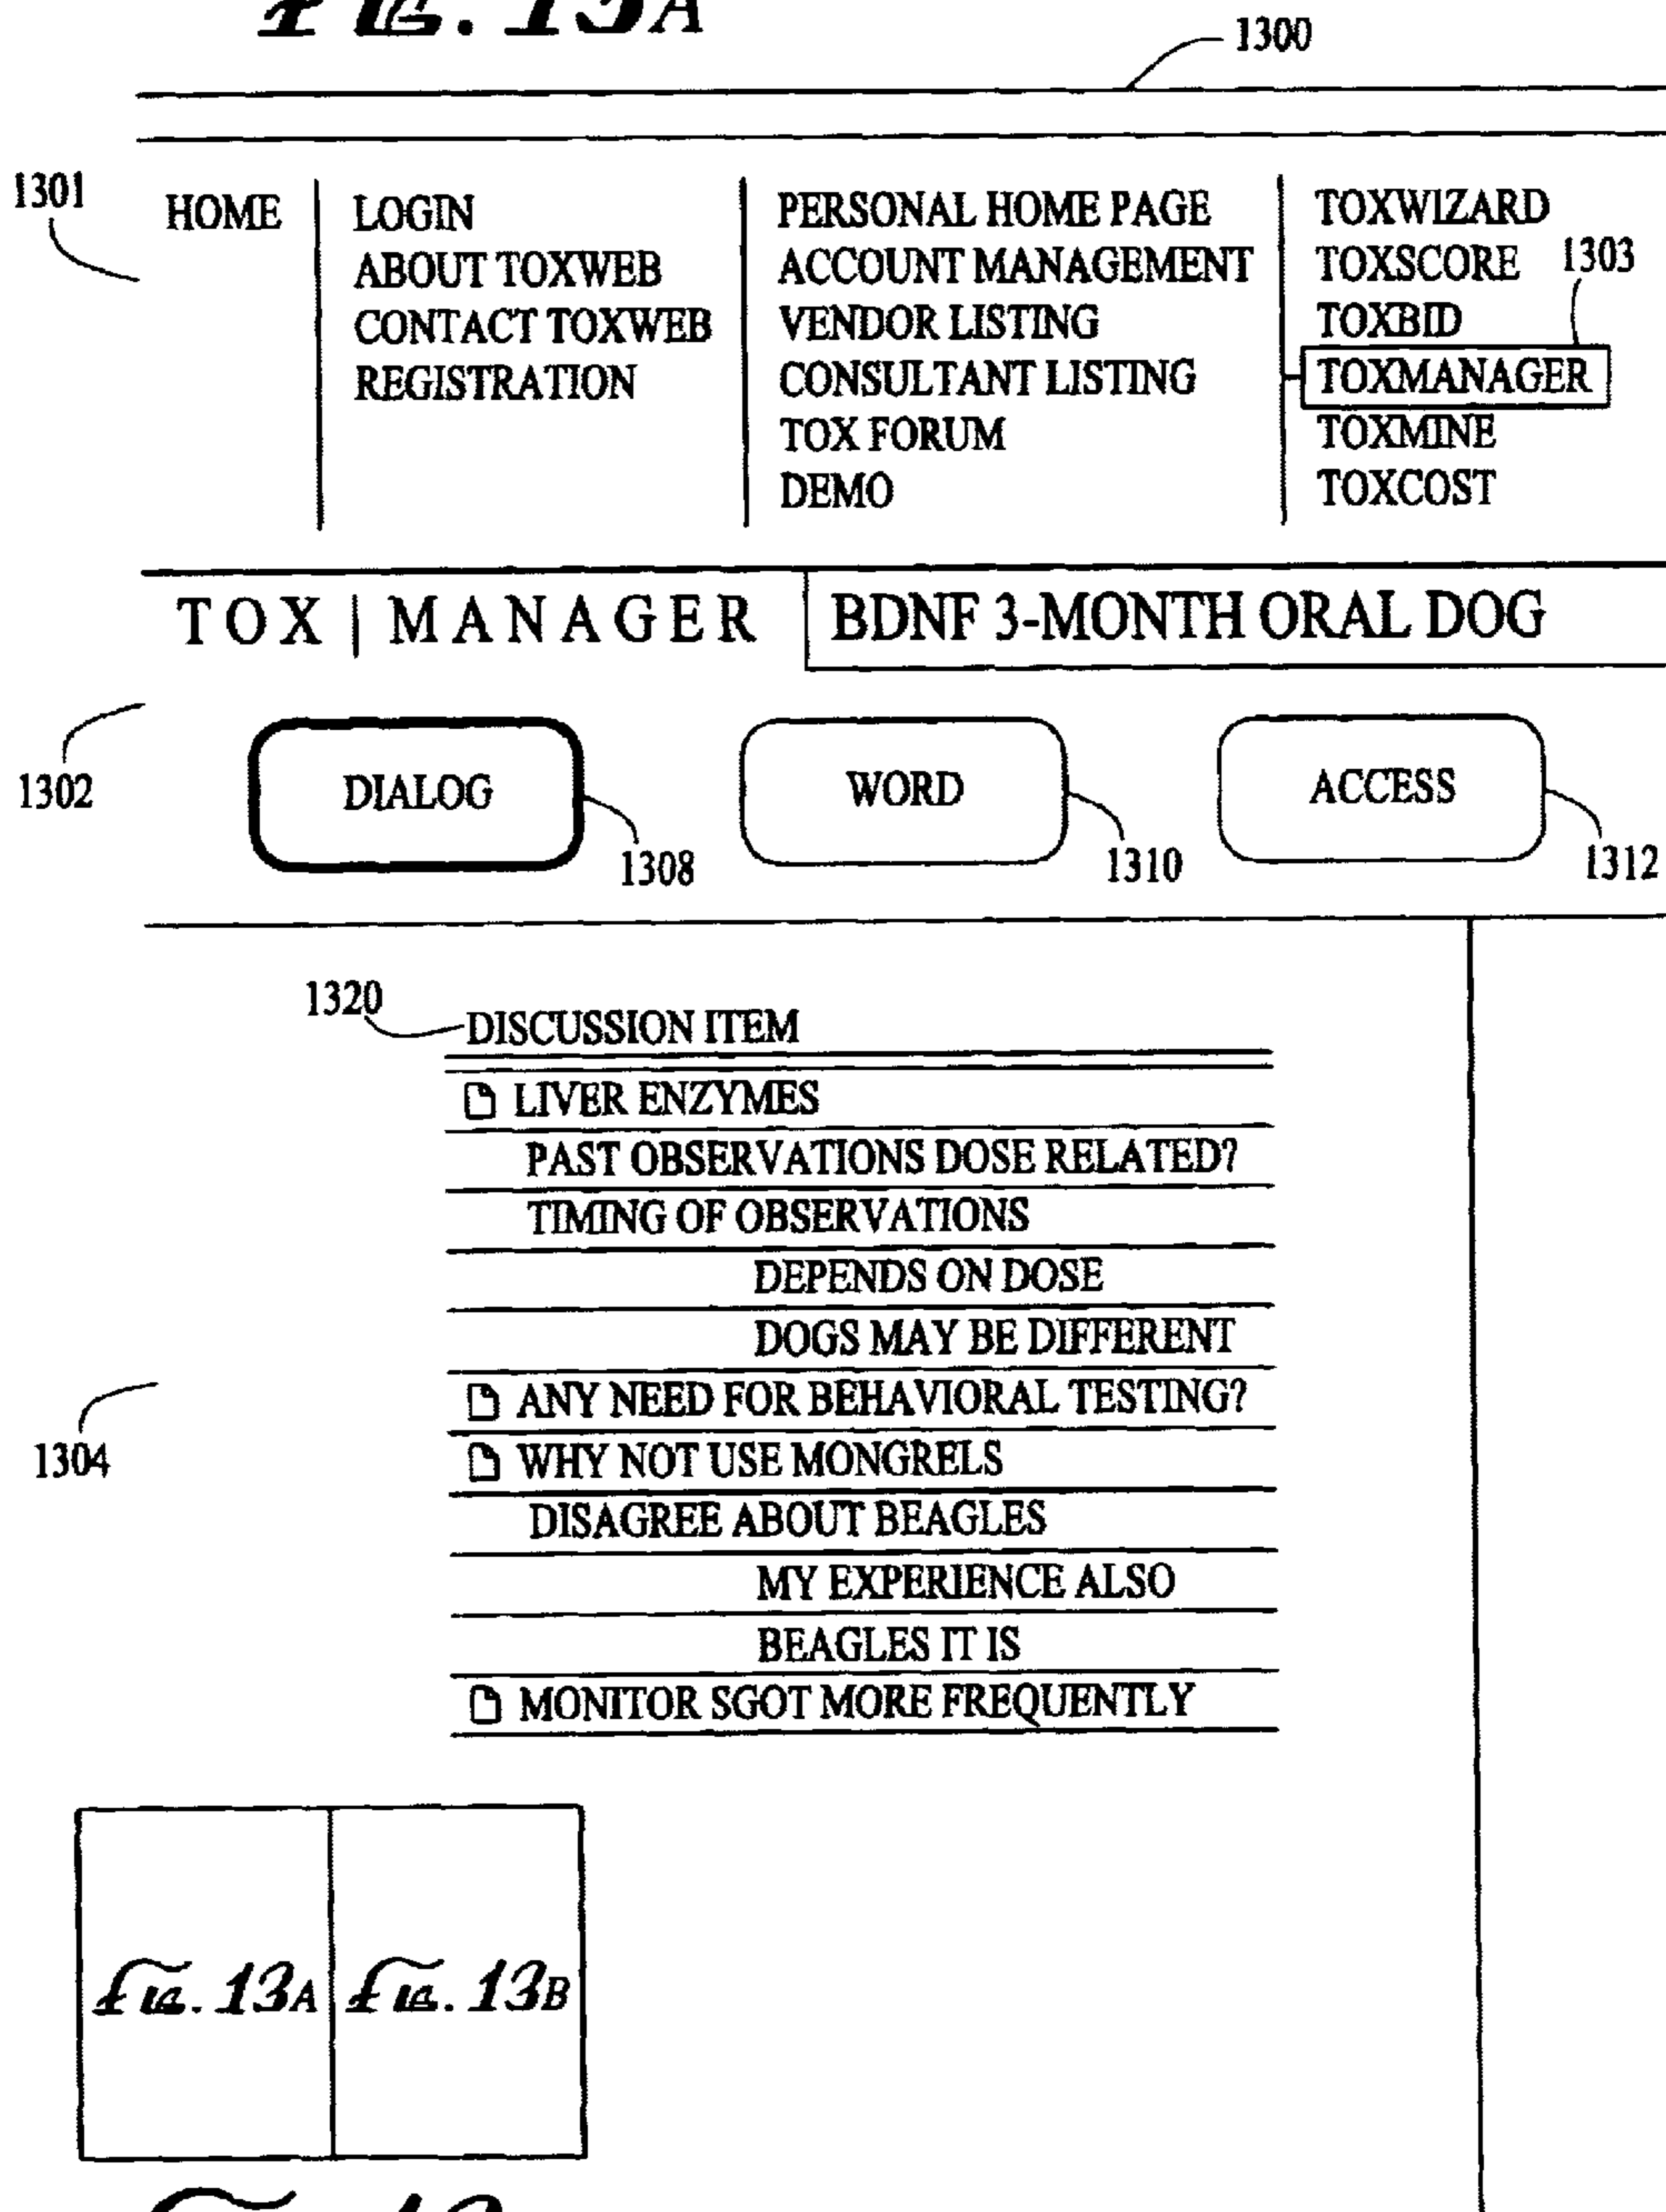 FIG. 13A
1300
1301
HOME
LOGIN
ABOUT TOXWEB
CONTACT TOXWEB
REGISTRATION
PERSONAL HOME PAGE
ACCOUNT MANAGEMENT
VENDOR LISTING
CONSULTANT LISTING
TOX FORUM
DEMO
TOXWIZARD
TOXSCORE
1303
TOXBID
TOXMANAGER
TOXMINE
TOXCOST
TOX | MANAGER
BDNF 3-MONTH ORAL DOG
1302
DIALOG
WORD
ACCESS
1308
1310
1312
1320
DISCUSSION ITEM
LIVER ENZYMES
PAST OBSERVATIONS DOSE RELATED?
TIMING OF OBSERVATIONS
DEPENDS ON DOSE
DOGS MAY BE DIFFERENT
ANY NEED FOR BEHAVIORAL TESTING?
1304
WHY NOT USE MONGRELS
DISAGREE ABOUT BEAGLES
MY EXPERIENCE ALSO
BEAGLES IT IS
MONITOR SGOT MORE FREQUENTLY
FIG. 13A
FIG. 13B